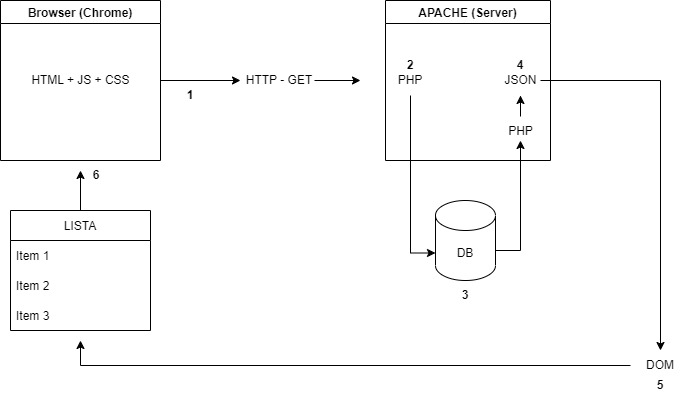 Browser (Chrome)
APACHE (Server)
HTML + JS + CSS
1
HTTP - GET
2
PHP
4
JSON
PHP
6
LISTA
Item 1
Item 2
Item 3
DB
3
DOM
5